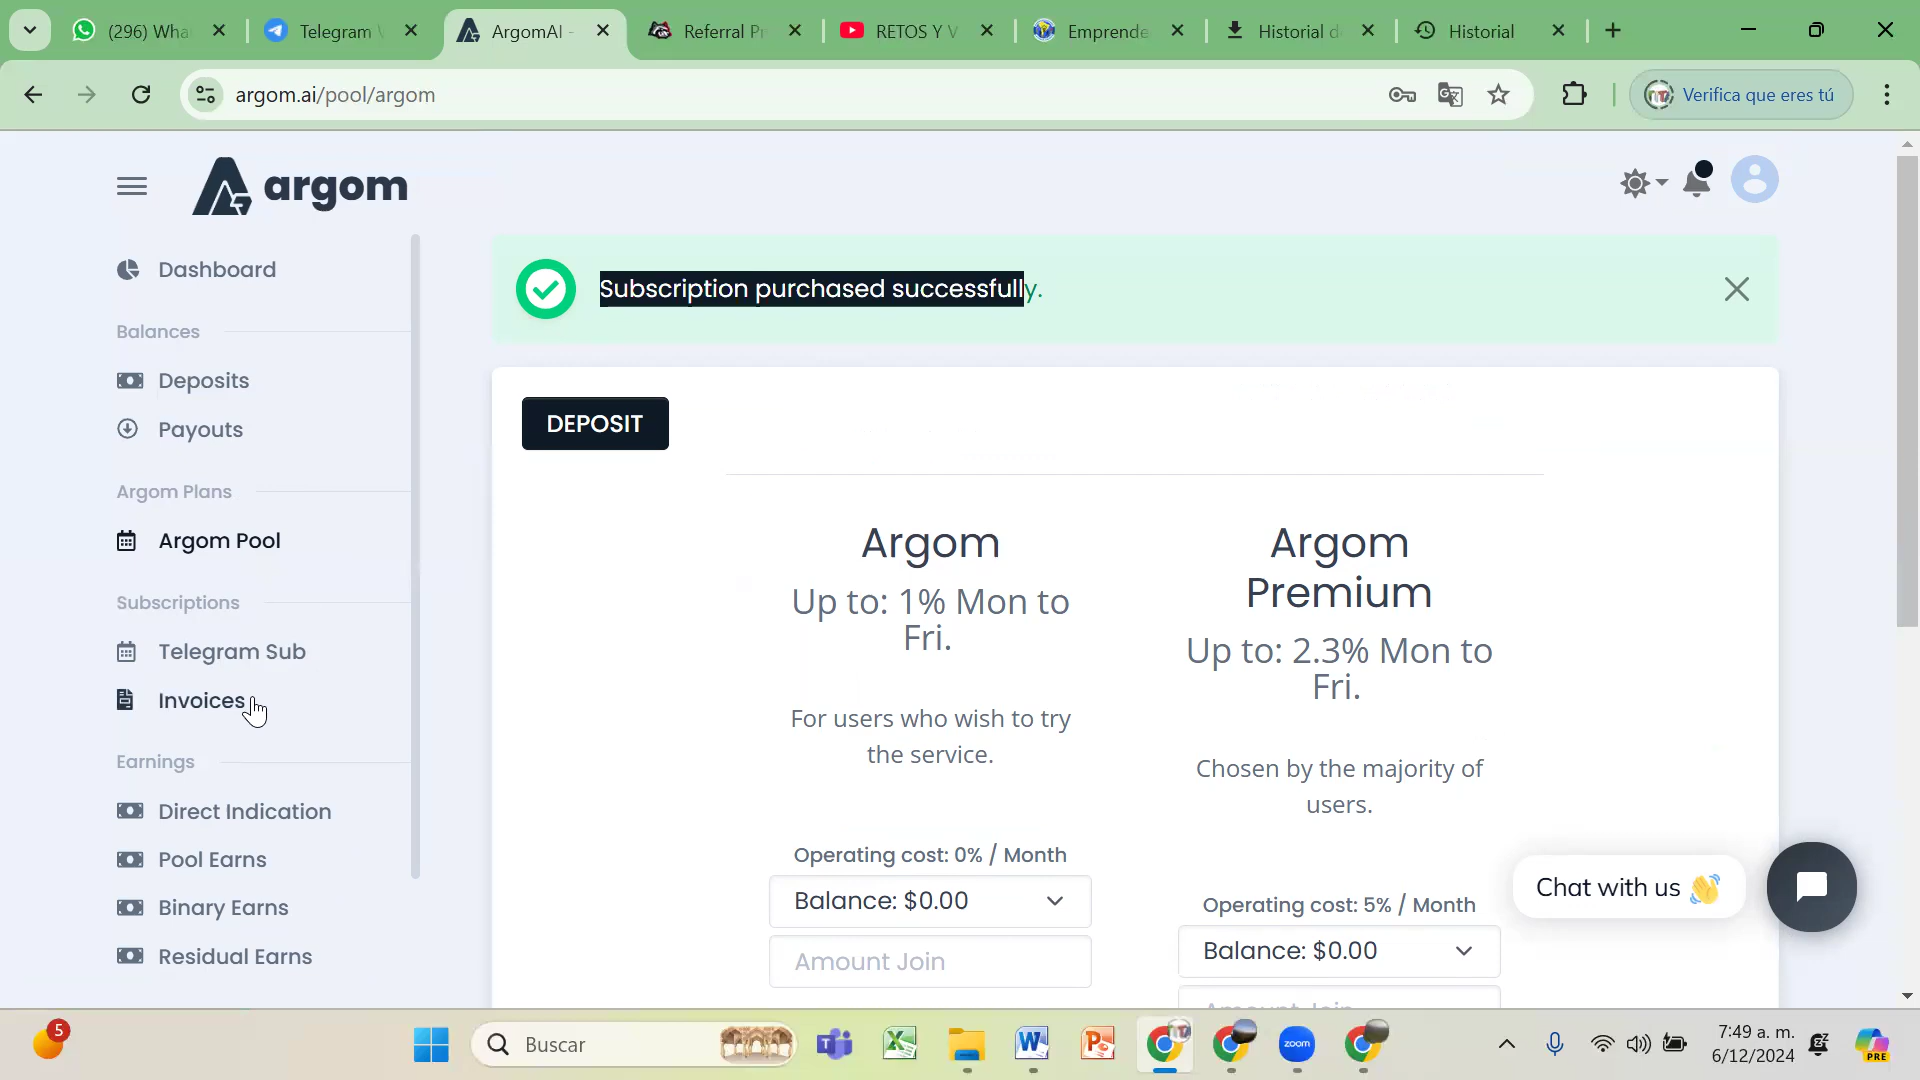 (296) Wha
Telegram
ArgomAI -
Referral P
RETOS Y V
Emprende
Historial d
Historial
argom.ai/pool/argom
Verifica que eres tú
argom
Dashboard
Balances
Deposits
Payouts
Argom Plans
Argom Pool
Subscriptions
Telegram Sub
Invoices
Earnings
Direct Indication
Pool Earns
Binary Earns
Residual Earns
Subscription purchased successfully.
DEPOSIT
Argom
Up to: 1% Mon to
Fri.
For users who wish to try
the service.
Operating cost: 0% / Month
Balance: $0.00
Amount Join
Argom
Premium
Up to: 2.3% Mon to
Fri.
Chosen by the majority of
users.
Operating cost: 5% / Month
Balance: $0.00
Amount Join
Chat with us 👋
5
Buscar
zoom
7:49 a. m.
6/12/2024
PRE